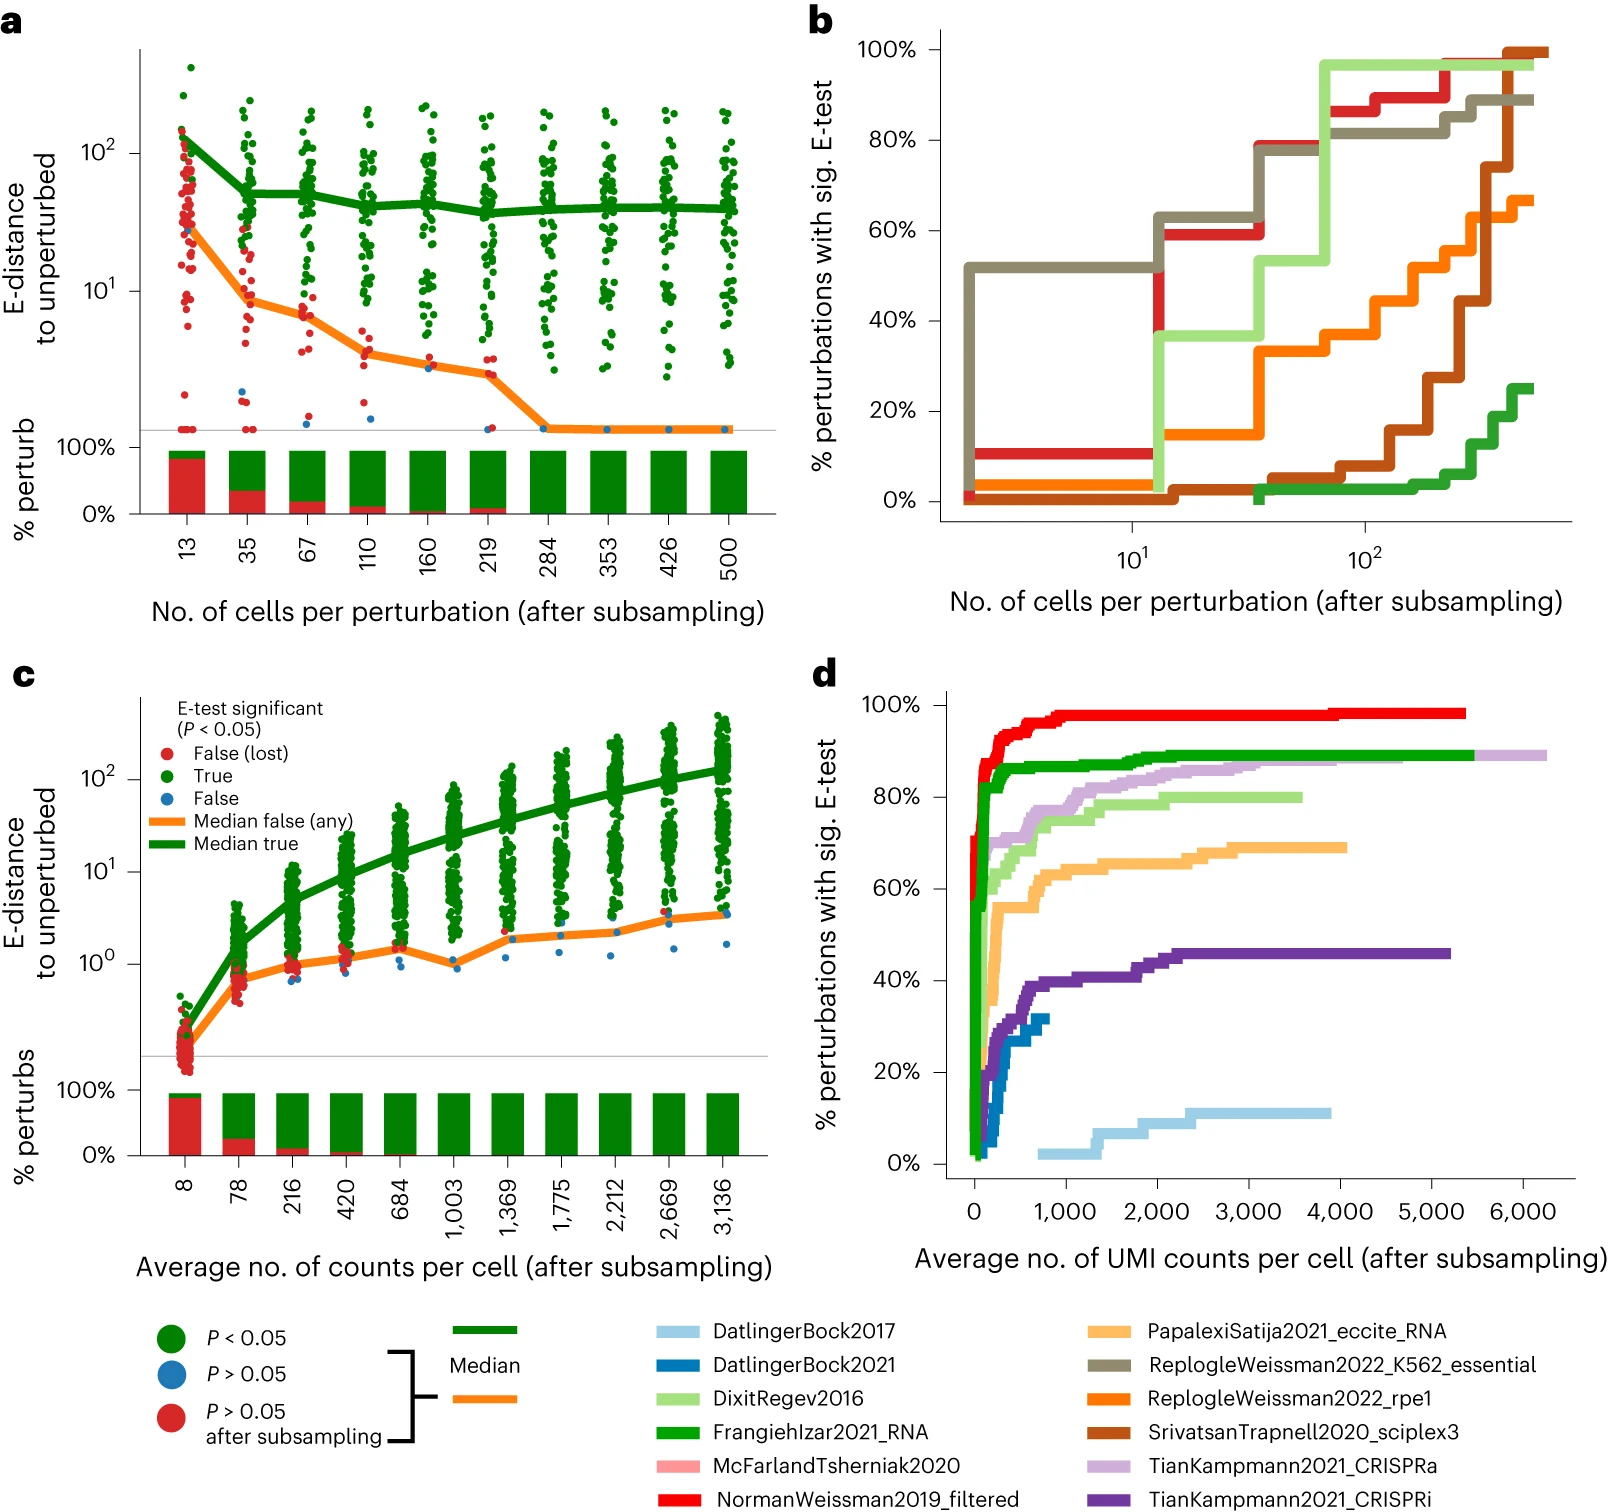 a
E-distance
to unperturbed
10²
10¹
% perturb
100%
0%
13
35
67
110
160
219
284
353
426
500
No. of cells per perturbation (after subsampling)
b
% perturbations with sig. E-test
100%
80%
60%
40%
20%
0%
10¹
10²
No. of cells per perturbation (after subsampling)
c
E-test significant
(P < 0.05)
False (lost)
True
False
Median false (any)
Median true
E-distance
to unperturbed
10²
10¹
10⁰
% perturbs
100%
0%
8
78
216
420
684
1,003
1,369
1,775
2,212
2,669
3,136
Average no. of counts per cell (after subsampling)
d
% perturbations with sig. E-test
100%
80%
60%
40%
20%
0%
0
1,000
2,000
3,000
4,000
5,000
6,000
Average no. of UMI counts per cell (after subsampling)
P < 0.05
P > 0.05
P > 0.05
after subsampling
Median
DatlingerBock2017
DatlingerBock2021
DixitRegev2016
FrangiehIzar2021_RNA
McFarlandTsherniak2020
NormanWeissman2019_filtered
PapalexiSatija2021_eccite_RNA
ReplogleWeissman2022_K562_essential
ReplogleWeissman2022_rpe1
SrivatsanTrapnell2020_sciplex3
TianKampmann2021_CRISPRa
TianKampmann2021_CRISPRi